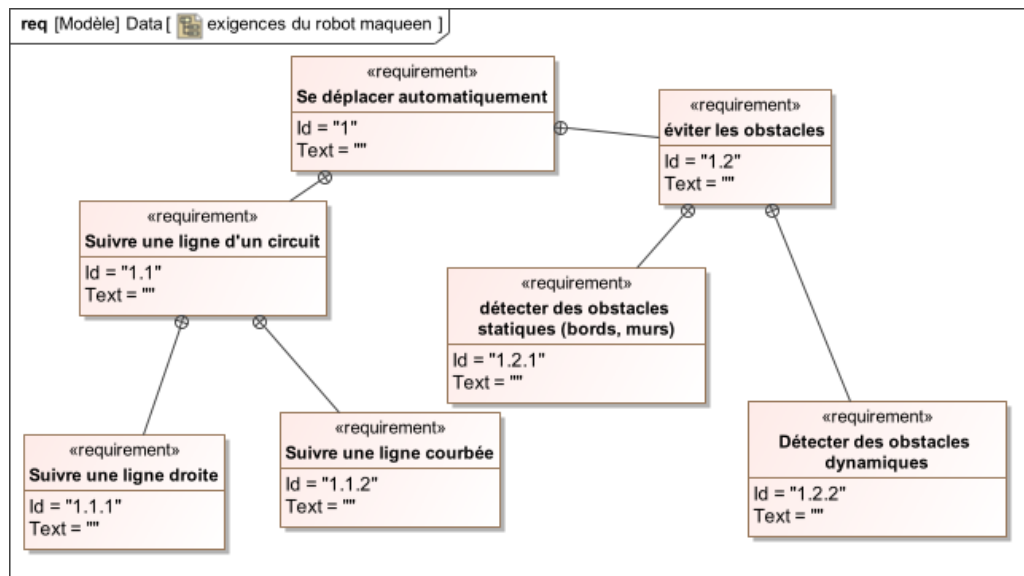 req [Modèle] Data [ exigences du robot maqueen ]
«requirement»
Se déplacer automatiquement
Id = "1"
Text = ""
«requirement»
éviter les obstacles
Id = "1.2"
Text = ""
«requirement»
Suivre une ligne d'un circuit
Id = "1.1"
Text = ""
«requirement»
détecter des obstacles
statiques (bords, murs)
Id = "1.2.1"
Text = ""
«requirement»
Détecter des obstacles
dynamiques
Id = "1.2.2"
Text = ""
«requirement»
Suivre une ligne droite
Id = "1.1.1"
Text = ""
«requirement»
Suivre une ligne courbée
Id = "1.1.2"
Text = ""